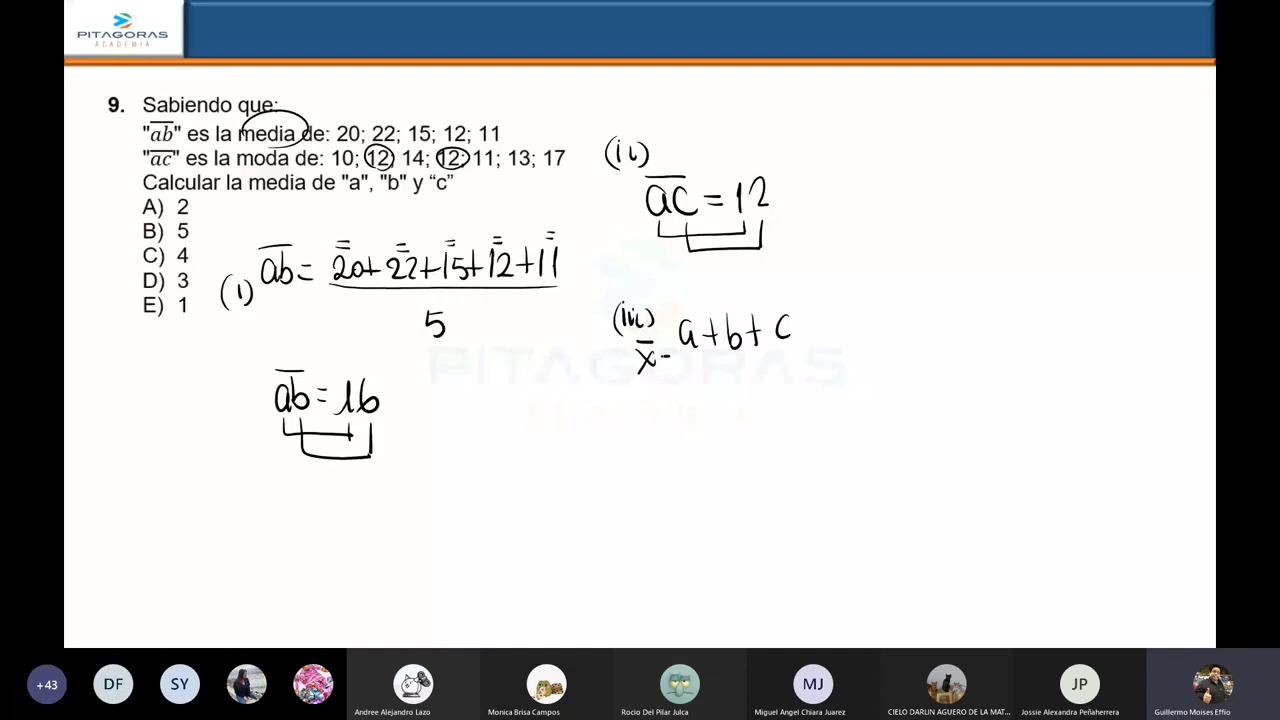 PITAGORAS
ACADEMIA
9. Sabiendo que:
"ab" es la media de: 20; 22; 15; 12; 11
"ac" es la moda de: 10; 12; 14; 12; 11; 13; 17
Calcular la media de "a", "b" y “c”
A) 2
B) 5
C) 4
D) 3
E) 1
(i) ab = 20+22+15+12+11
5
ab = 16
(ii)
ac = 12
(iii)
x = a+b+c
PITAGORAS
+43
DF
SY
Andree Alejandro Lazo
Monica Brisa Campos
Rocio Del Pilar Julca
MJ
Miguel Angel Chiara Juarez
CIELO DARLIN AGUERO DE LA MAT...
JP
Jossie Alexandra Peñaherrera
Guillermo Moises Effio